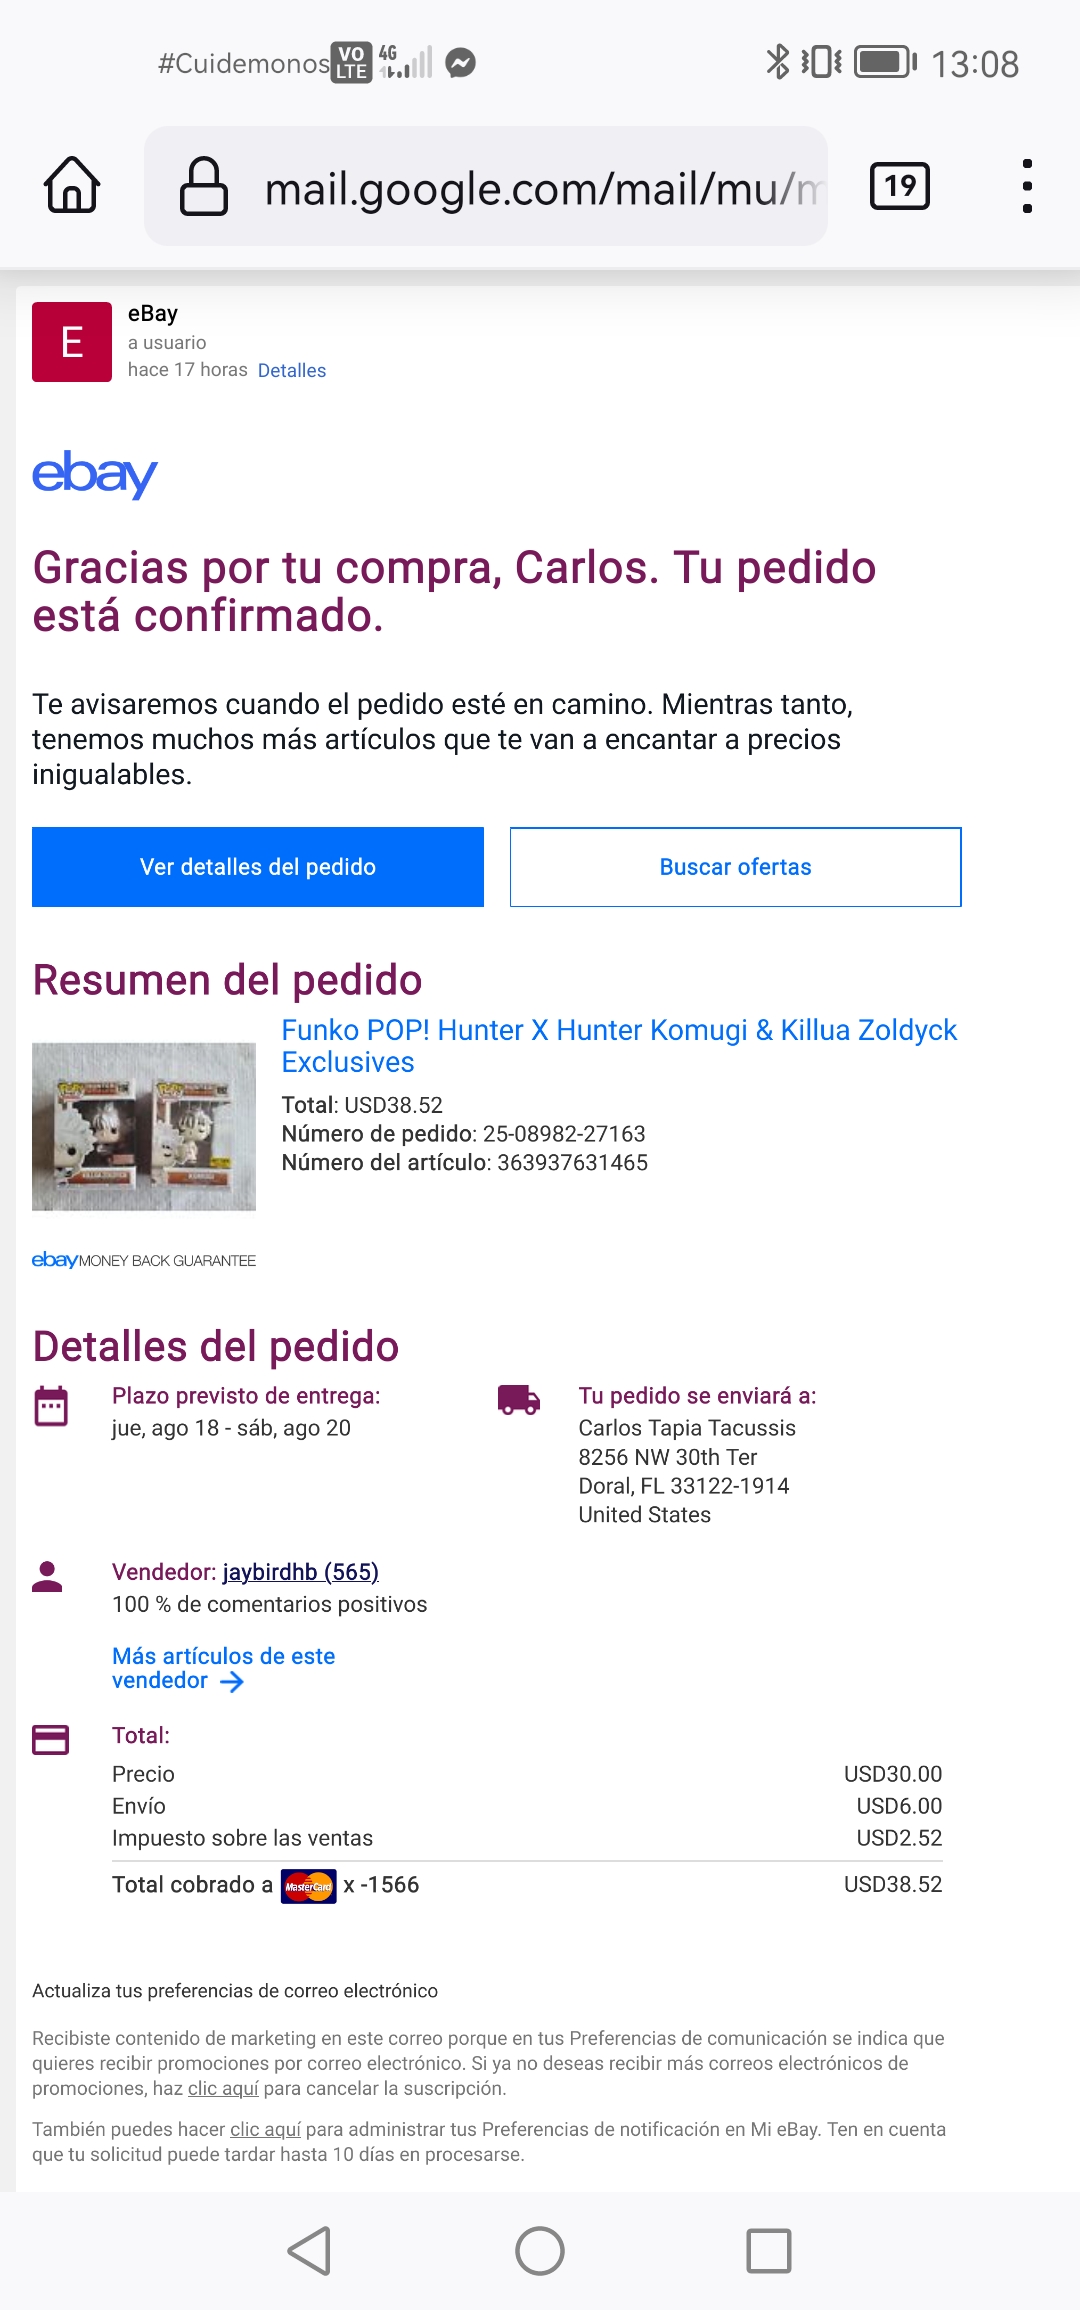 #Cuidemonos VO LTE 4G 13:08
mail.google.com/mail/mu/m 19
E
eBay
a usuario
hace 17 horas Detalles
ebay
Gracias por tu compra, Carlos. Tu pedido
está confirmado.
Te avisaremos cuando el pedido esté en camino. Mientras tanto,
tenemos muchos más artículos que te van a encantar a precios
inigualables.
Ver detalles del pedido
Buscar ofertas
Resumen del pedido
Funko POP! Hunter X Hunter Komugi & Killua Zoldyck
Exclusives
Total: USD38.52
Número de pedido: 25-08982-27163
Número del artículo: 363937631465
ebay MONEY BACK GUARANTEE
Detalles del pedido
Plazo previsto de entrega:
jue, ago 18 - sáb, ago 20
Tu pedido se enviará a:
Carlos Tapia Tacussis
8256 NW 30th Ter
Doral, FL 33122-1914
United States
Vendedor: jaybirdhb (565)
100 % de comentarios positivos
Más artículos de este
vendedor
Total:
Precio USD30.00
Envío USD6.00
Impuesto sobre las ventas USD2.52
Total cobrado a MasterCard x -1566 USD38.52
Actualiza tus preferencias de correo electrónico
Recibiste contenido de marketing en este correo porque en tus Preferencias de comunicación se indica que
quieres recibir promociones por correo electrónico. Si ya no deseas recibir más correos electrónicos de
promociones, haz clic aquí para cancelar la suscripción.
También puedes hacer clic aquí para administrar tus Preferencias de notificación en Mi eBay. Ten en cuenta
que tu solicitud puede tardar hasta 10 días en procesarse.